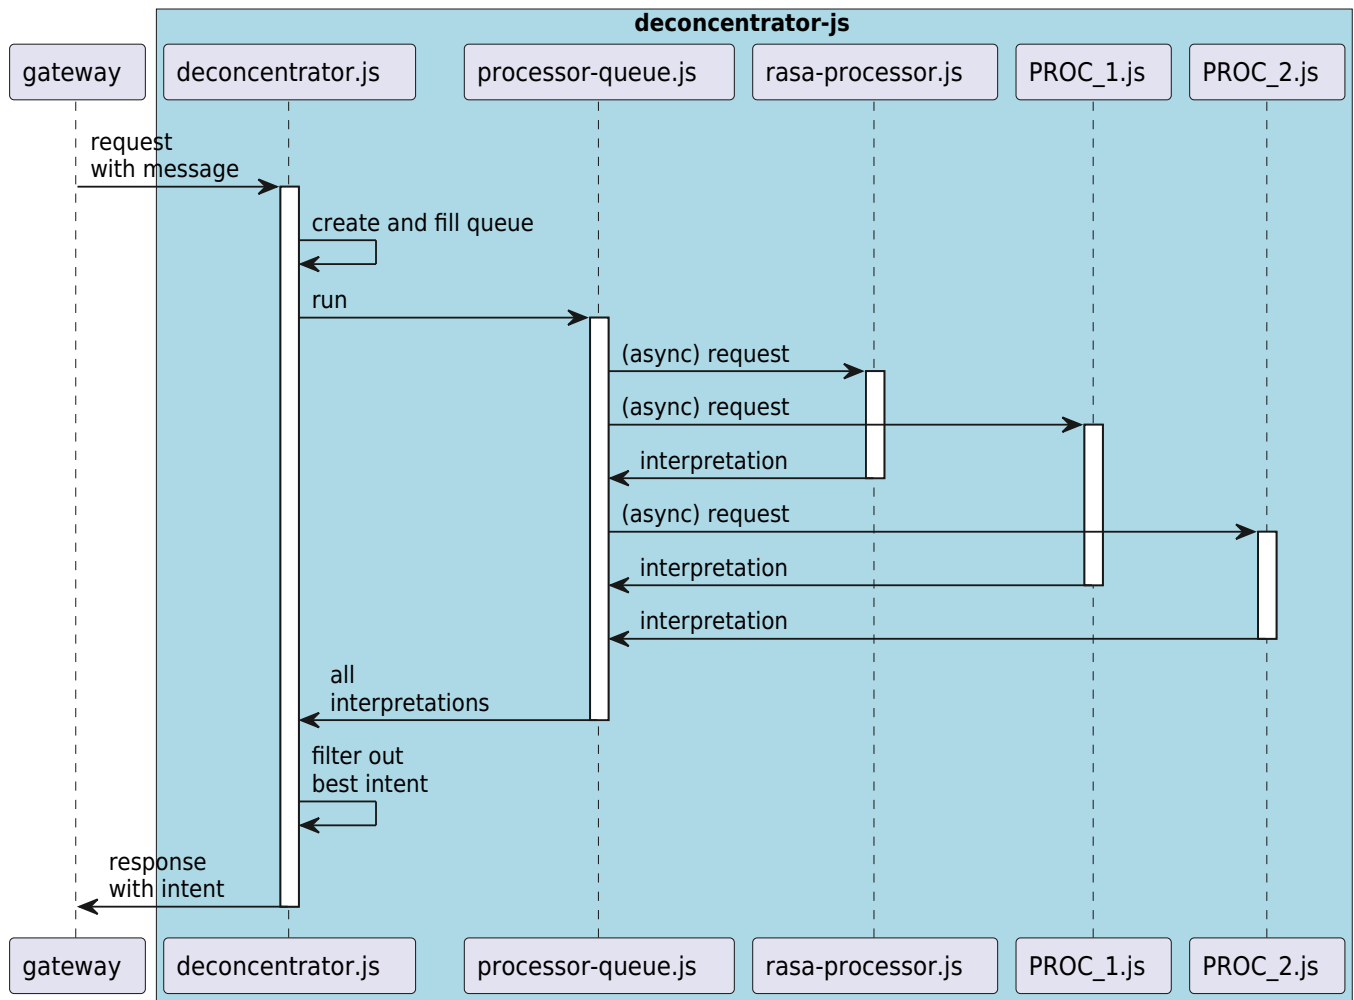 deconcentrator-js
gateway
deconcentrator.js
processor-queue.js
rasa-processor.js
PROC_1.js
PROC_2.js
request
with message
create and fill queue
run
(async) request
(async) request
interpretation
(async) request
interpretation
interpretation
all
interpretations
filter out
best intent
response
with intent
gateway
deconcentrator.js
processor-queue.js
rasa-processor.js
PROC_1.js
PROC_2.js